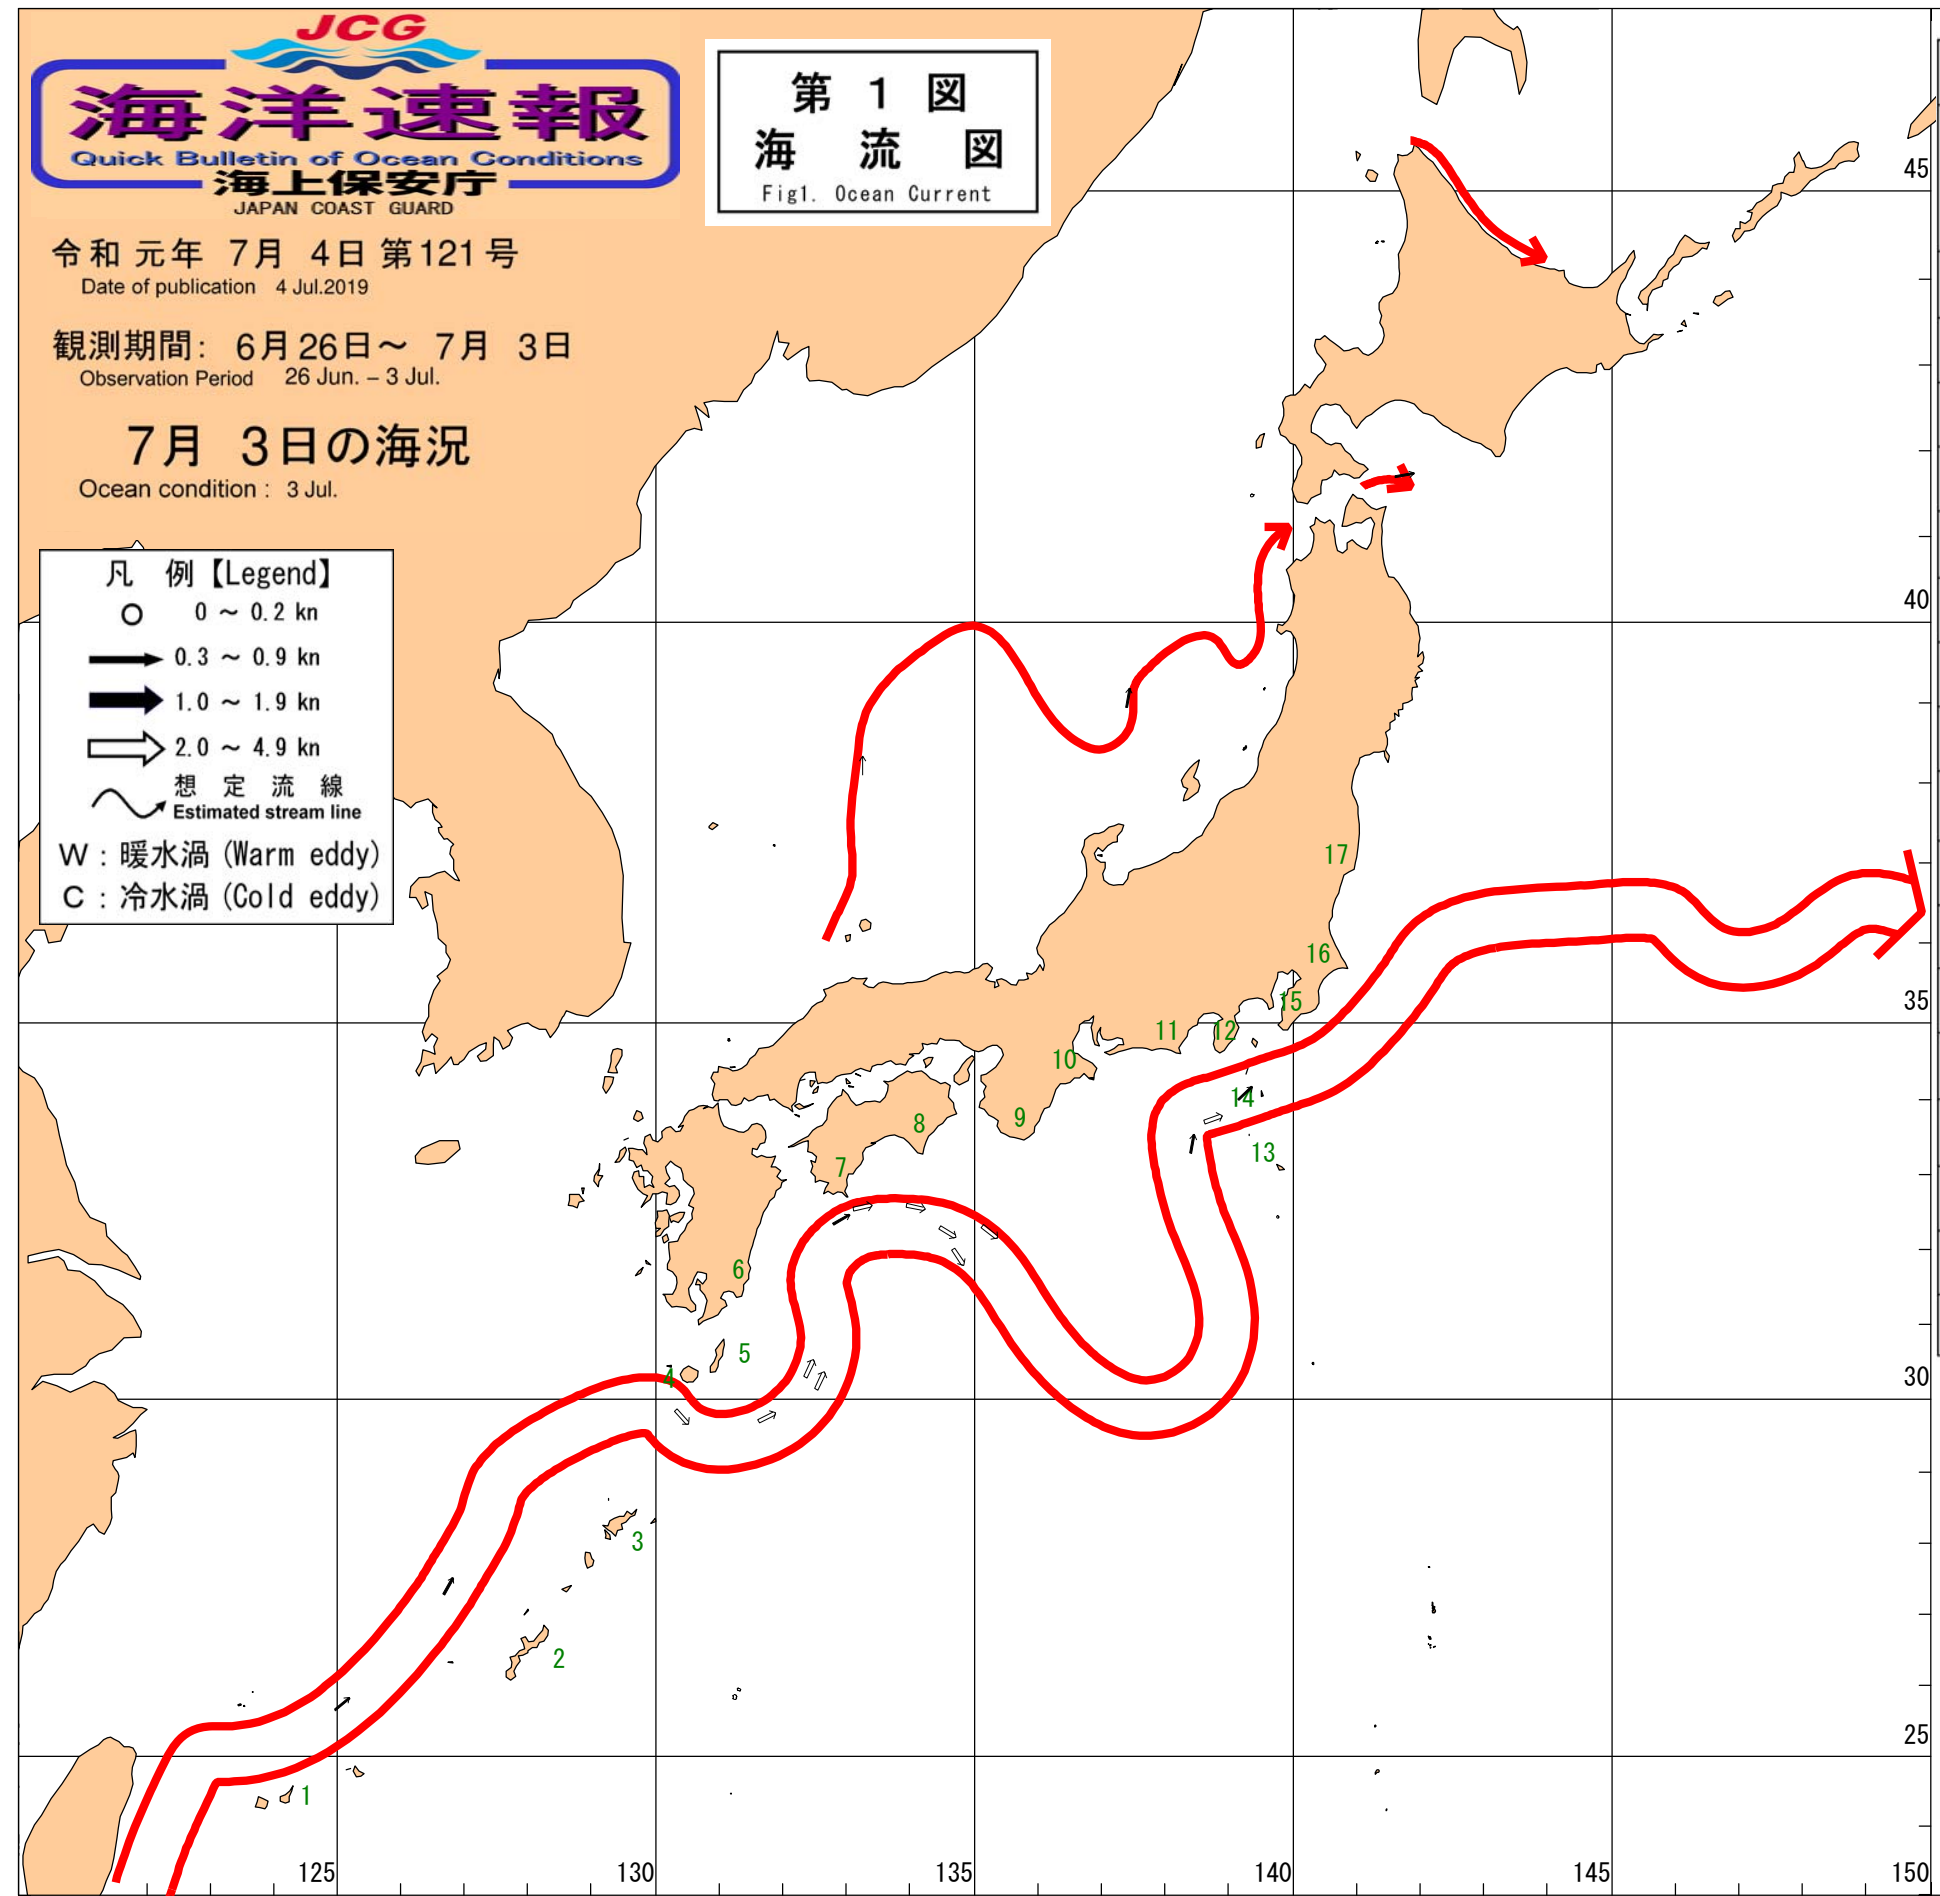 JCG
海洋速報
Quick Bulletin of Ocean Conditions
海上保安庁
JAPAN COAST GUARD
第 1 図
海 流 図
Fig1. Ocean Current
令和 元年 7月 4日 第121号
Date of publication 4 Jul.2019
観測期間: 6月26日～ 7月 3日
Observation Period 26 Jun. – 3 Jul.
7月 3日の海況
Ocean condition : 3 Jul.
凡 例【Legend】
0 ～ 0.2 kn
0.3 ～ 0.9 kn
1.0 ～ 1.9 kn
2.0 ～ 4.9 kn
想 定 流 線
Estimated stream line
W : 暖水渦 (Warm eddy)
C : 冷水渦 (Cold eddy)
45
40
17
16
35
15
12
11
10
14
9
8
13
7
6
5
4
30
3
2
25
1
125
130
135
140
145
150